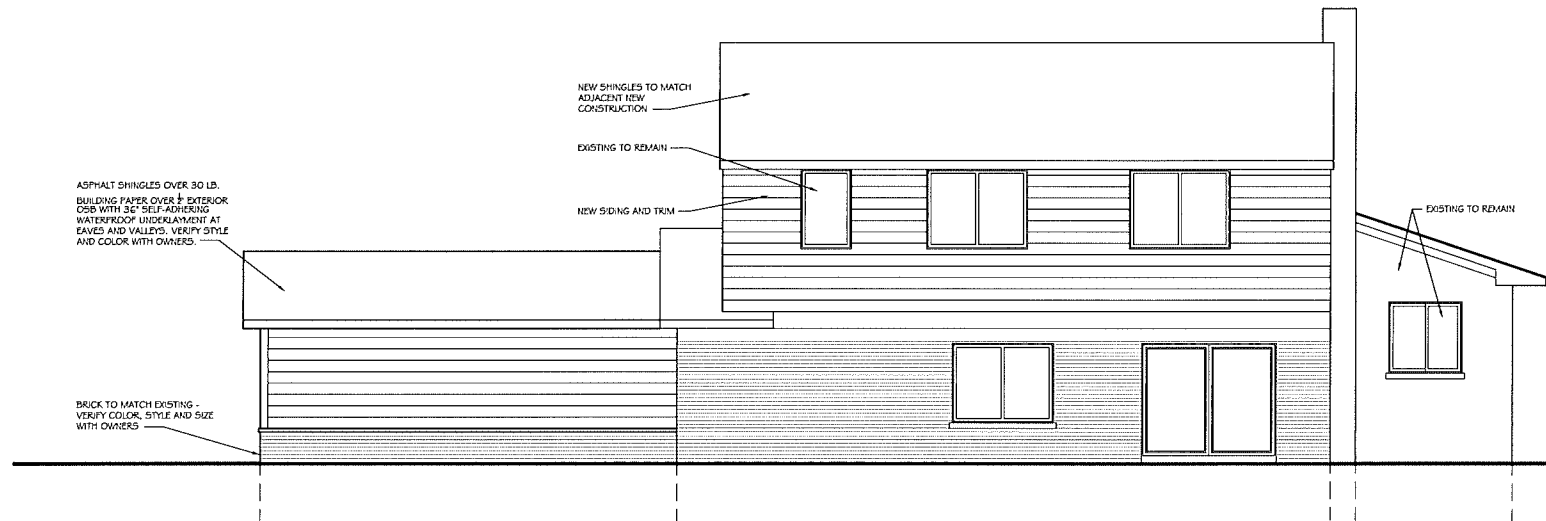 NEW SHINGLES TO MATCH
ADJACENT NEW
CONSTRUCTION
EXISTING TO REMAIN
NEW SIDING AND TRIM
ASPHALT SHINGLES OVER 30 LB.
BUILDING PAPER OVER EXTERIOR
OSB WITH 36" SELF-ADHERING
WATERPROOF UNDERLAYMENT AT
EAVES AND VALLEYS. VERIFY STYLE
AND COLOR WITH OWNERS.
EXISTING TO REMAIN
BRICK TO MATCH EXISTING -
VERIFY COLOR, STYLE AND SIZE
WITH OWNERS